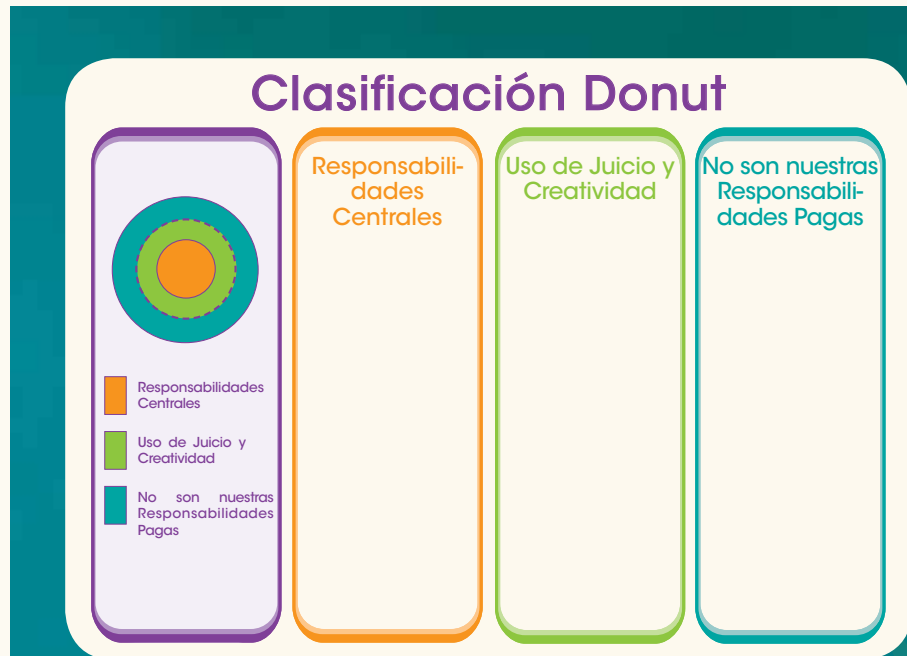 Clasificación Donut
Responsabilidades
Centrales
Uso de Juicio y
Creatividad
No son nuestras
Responsabilidades
Pagas
Responsabili-
dades
Centrales
Uso de Juicio y
Creatividad
No son nuestras
Responsabili-
dades Pagas